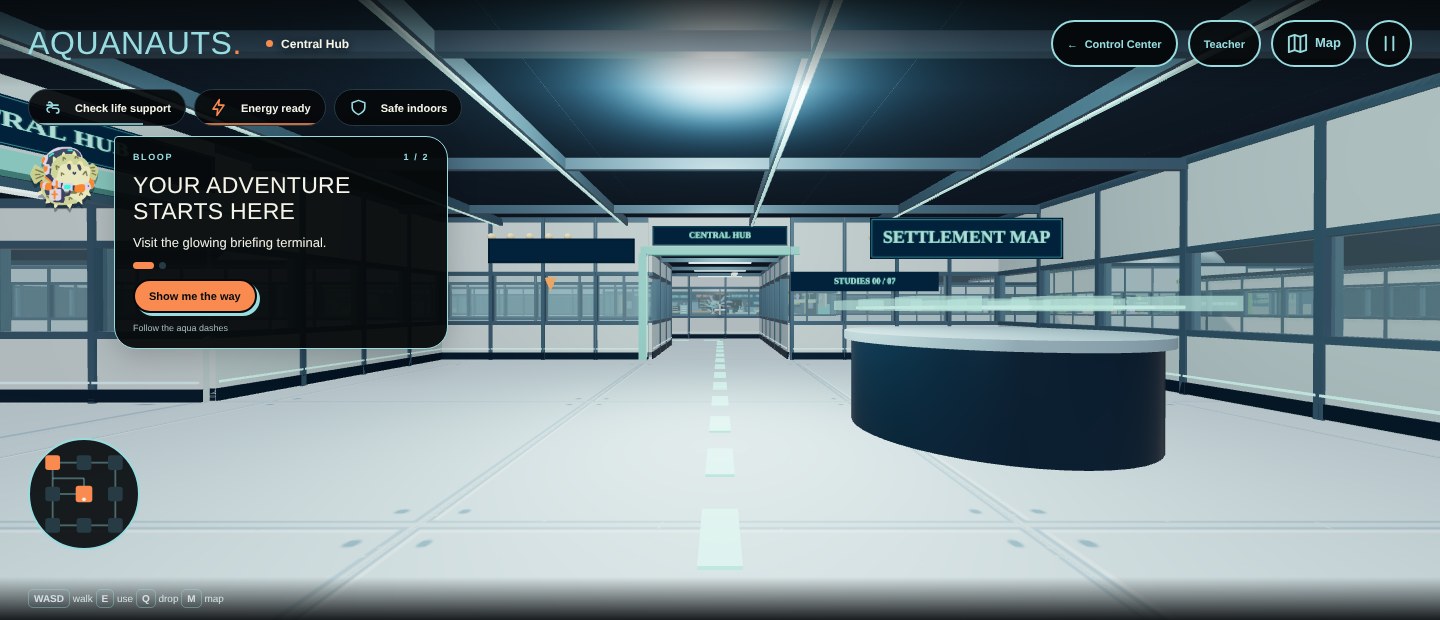 AQUANAUTS.
Central Hub
← Control Center
Teacher
Map
Check life support
Energy ready
Safe indoors
RAL HU
BLOOP
1 / 2
YOUR ADVENTURE
STARTS HERE
Visit the glowing briefing terminal.
Show me the way
Follow the aqua dashes
CENTRAL HUB
SETTLEMENT MAP
STUDIES 00 / 07
WASD walk E use Q drop M map